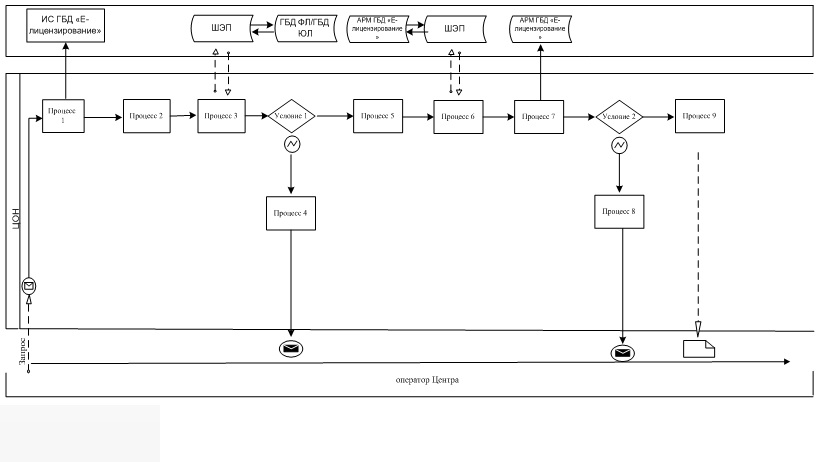 ИС ГБД «Е-
лицензирование»
ШЭП
ГБД ФЛ/ГБД
ЮЛ
АРМ ГБД «Е-
лицензирование
»
ШЭП
АРМ ГБД «Е-
лицензирование
»
Процесс
1
Процесс 2
Процесс 3
Условие 1
Процесс 5
Процесс 6
Процесс 7
Условие 2
Процесс 9
Процесс 4
Процесс 8
ЦОН
Запрос
оператор Центра